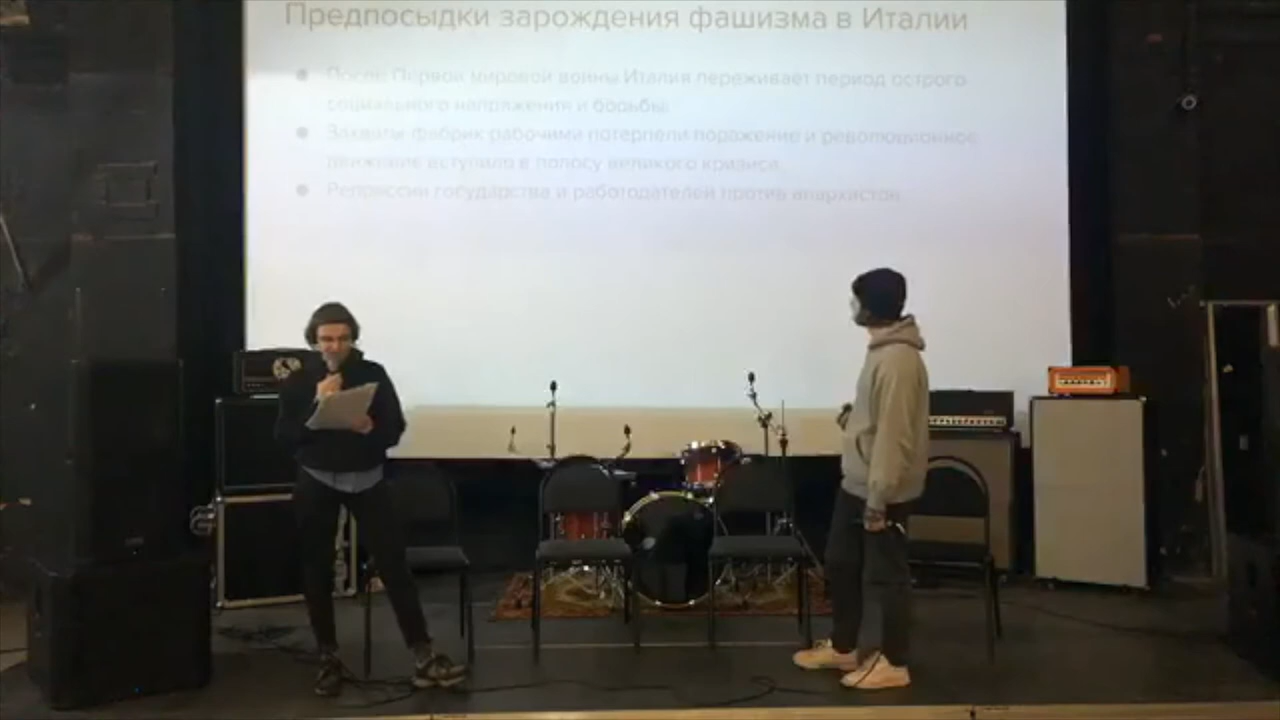 Предпосыдки зарождения фашизма в Италии
После Первой мировой войны Италия переживает период острого
социального напряжения и борьбы.
Захваты фабрик рабочими потерпели поражение и революционное
движение вступило в полосу великого кризиса.
Репрессии государства и работодателей против анархистов